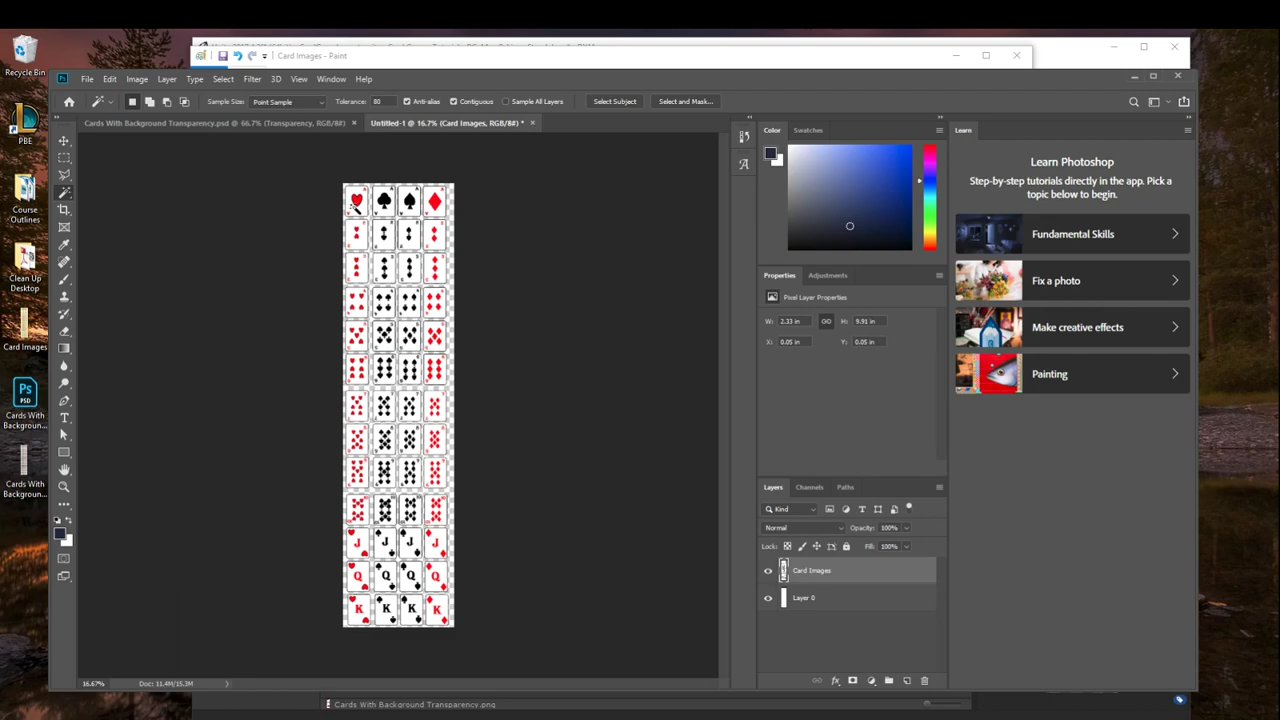 Recycle Bin
PBE
Course
Outlines
Clean Up
Desktop
Card Images
Cards With
Backgroun...
Cards With
Backgroun...
Card Images - Paint
File Edit Image Layer Type Select Filter 3D View Window Help
Sample Size: Point Sample Tolerance: 80 Anti-alias Contiguous Sample All Layers Select Subject Select and Mask...
Cards With Background Transparency.psd @ 66.7% (Transparency, RGB/8#) × Untitled-1 @ 16.7% (Card Images, RGB/8#) * ×
A A A A
J J J J
Q Q Q Q
K K K K
16.67% Doc: 11.4M/15.3M
Color Swatches
Properties Adjustments
Pixel Layer Properties
W: 2.33 in H: 9.91 in
X: 0.05 in Y: 0.05 in
Layers Channels Paths
Kind
Normal Opacity: 100%
Lock: Fill: 100%
Card Images
Layer 0
Learn
Learn Photoshop
Step-by-step tutorials directly in the app. Pick a
topic below to begin.
Fundamental Skills
Fix a photo
Make creative effects
Painting
Cards With Background Transparency.png